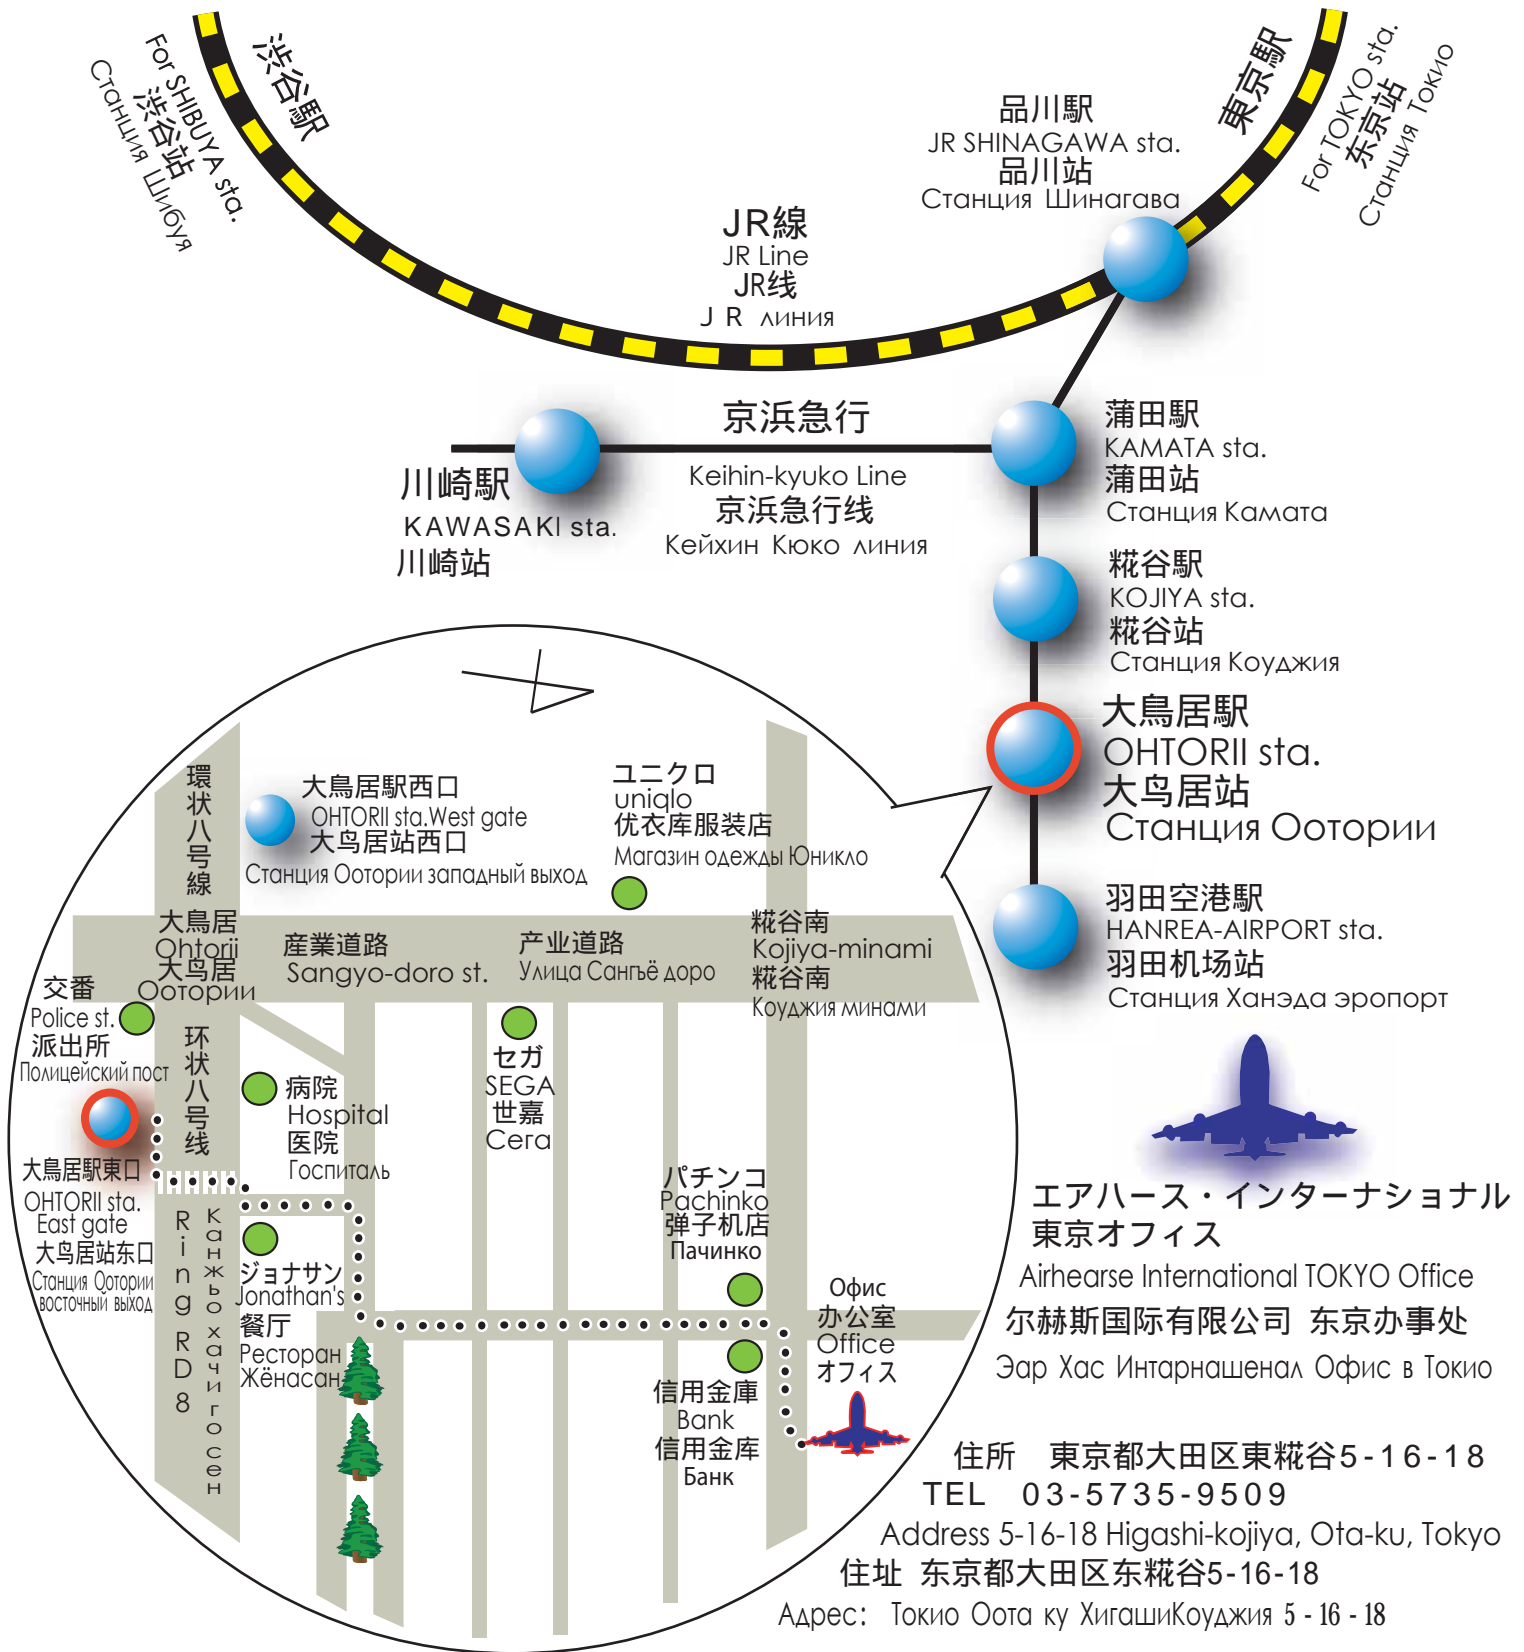 渋谷駅
For SHIBUYA sta.
渋谷站
Станция Шибуя
東京駅
For TOKYO sta.
东京站
Станция Токио
品川駅
JR SHINAGAWA sta.
品川站
Станция Шинагава
JR線
JR Line
JR线
J R линия
京浜急行
Keihin-kyuko Line
京浜急行线
Кейхин Кюко линия
川崎駅
KAWASAKI sta.
川崎站
蒲田駅
KAMATA sta.
蒲田站
Станция Камата
糀谷駅
KOJIYA sta.
糀谷站
Станция Коуджия
大鳥居駅
OHTORII sta.
大鸟居站
Станция Оотории
羽田空港駅
HANREA-AIRPORT sta.
羽田机场站
Станция Ханэда эропорт
環状八号線
大鳥居駅西口
OHTORII sta.West gate
大鸟居站西口
Станция Оотории западный выход
ユニクロ
uniqlo
优衣库服装店
Магазин одежды Юникло
大鳥居
Ohtorii
大鸟居
Оотории
産業道路
Sangyo-doro st.
产业道路
Улица Сангъё доро
糀谷南
Kojiya-minami
糀谷南
Коуджия минами
交番
Police st.
派出所
Полицейский пост
环状八号线
病院
Hospital
医院
Госпиталь
セガ
SEGA
世嘉
Сега
大鳥居駅東口
OHTORII sta.
East gate
大鸟居站东口
Станция Оотории
восточный выход
Ring RD 8
Канжьо хачи госен
ジョナサン
Jonathan's
餐厅
Ресторан
Жёнасан
パチンコ
Pachinko
弹子机店
Пачинко
信用金庫
Bank
信用金库
Банк
Офис
办公室
Office
オフィス
エアハース・インターナショナル
東京オフィス
Airhearse International TOKYO Office
尔赫斯国际有限公司 东京办事处
Эар Хас Интарнашенал Офис в Токио
住所 東京都大田区東糀谷5-16-18
TEL 03-5735-9509
Address 5-16-18 Higashi-kojiya, Ota-ku, Tokyo
住址 东京都大田区东糀谷5-16-18
Адрес: Токио Оота ку ХигашиКоуджия 5 - 16 - 18